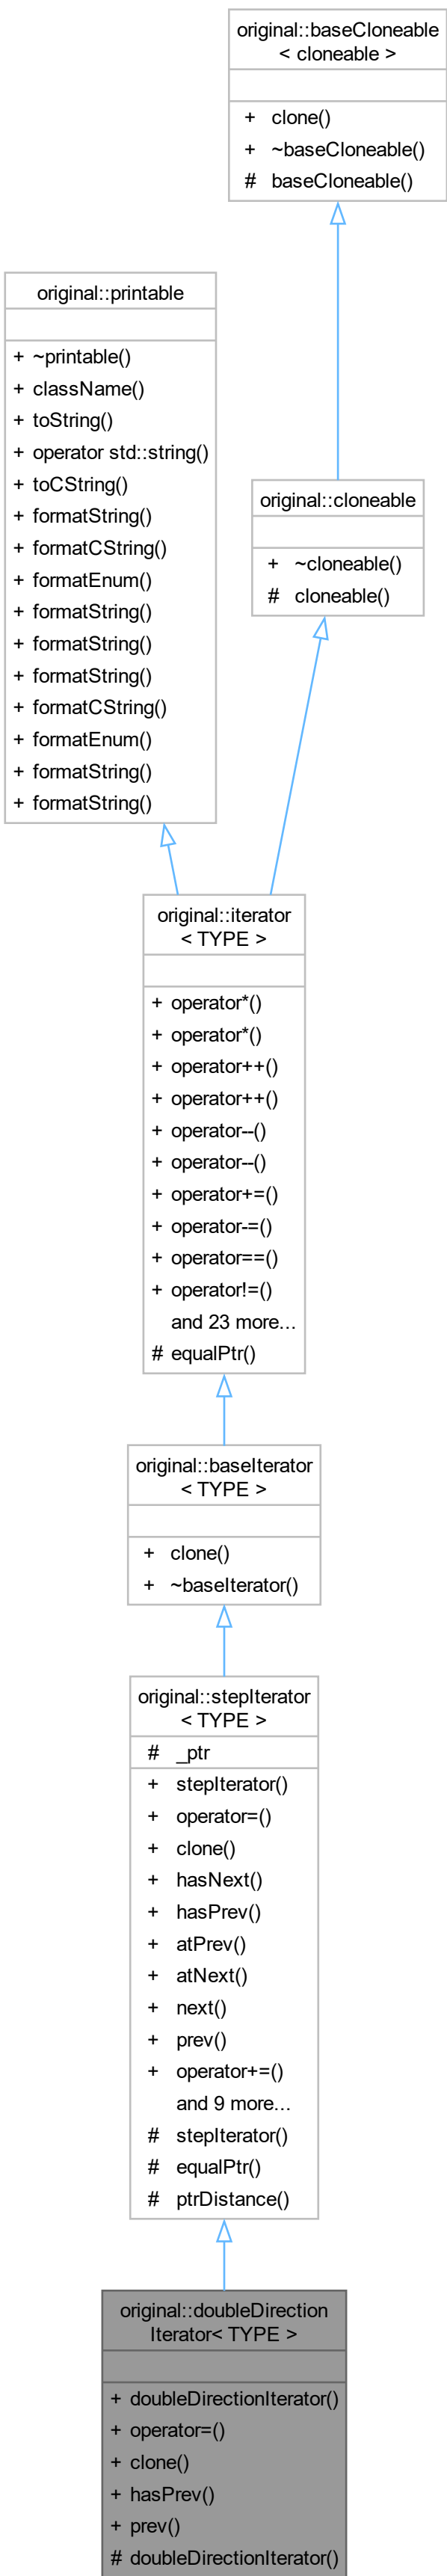 original::baseCloneable
< cloneable >
+ clone()
+ ~baseCloneable()
# baseCloneable()
original::printable
+ ~printable()
+ className()
+ toString()
+ operator std::string()
+ toCString()
+ formatString()
+ formatCString()
+ formatEnum()
+ formatString()
+ formatString()
+ formatString()
+ formatCString()
+ formatEnum()
+ formatString()
+ formatString()
original::cloneable
+ ~cloneable()
# cloneable()
original::iterator
< TYPE >
+ operator*()
+ operator*()
+ operator++()
+ operator++()
+ operator--()
+ operator--()
+ operator+=()
+ operator-=()
+ operator==()
+ operator!=()
and 23 more...
# equalPtr()
original::baseIterator
< TYPE >
+ clone()
+ ~baseIterator()
original::stepIterator
< TYPE >
# _ptr
+ stepIterator()
+ operator=()
+ clone()
+ hasNext()
+ hasPrev()
+ atPrev()
+ atNext()
+ next()
+ prev()
+ operator+=()
and 9 more...
# stepIterator()
# equalPtr()
# ptrDistance()
original::doubleDirection
Iterator< TYPE >
+ doubleDirectionIterator()
+ operator=()
+ clone()
+ hasPrev()
+ prev()
# doubleDirectionIterator()